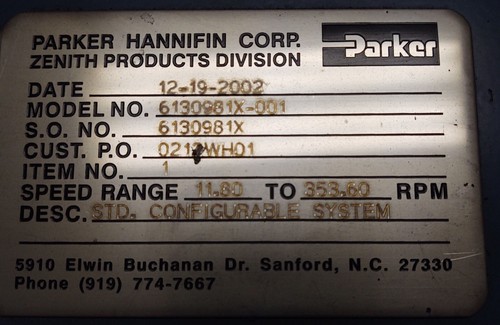 PARKER HANNIFIN CORP.
ZENITH PRODUCTS DIVISION
Parker
DATE 12-19-2002
MODEL NO. 6130981X-001
S.O. NO. 6130981X
CUST. P.O.
ITEM NO. 1
SPEED RANGE 11.80 TO 353.60 RPM
DESC. STD. CONFIGURABLE SYSTEM
5910 Elwin Buchanan Dr. Sanford, N.C. 27330
Phone (919) 774-7667